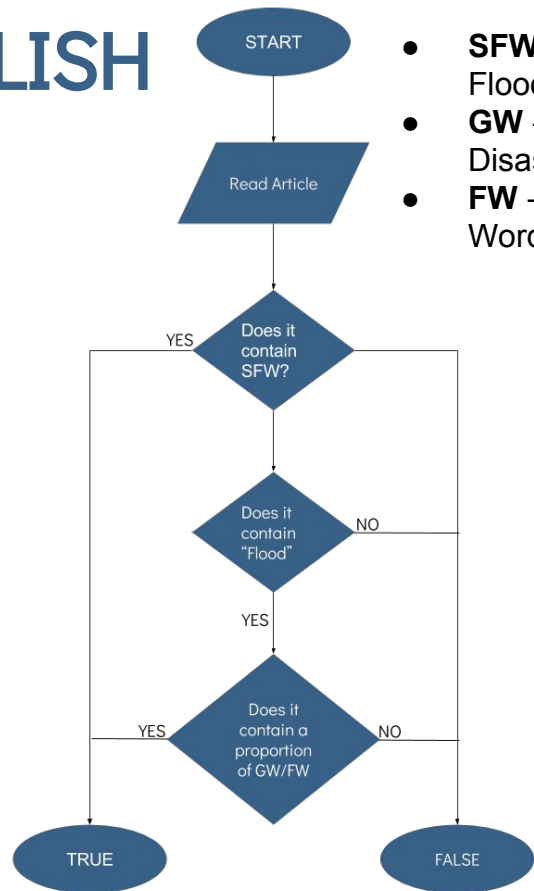 LISH
START
● SFW
Flood
● GW -
Disas
● FW -
Word
Read Article
YES
Does it
contain
SFW?
Does it
contain
“Flood”
NO
YES
YES
Does it
contain a
proportion
of GW/FW
NO
TRUE
FALSE